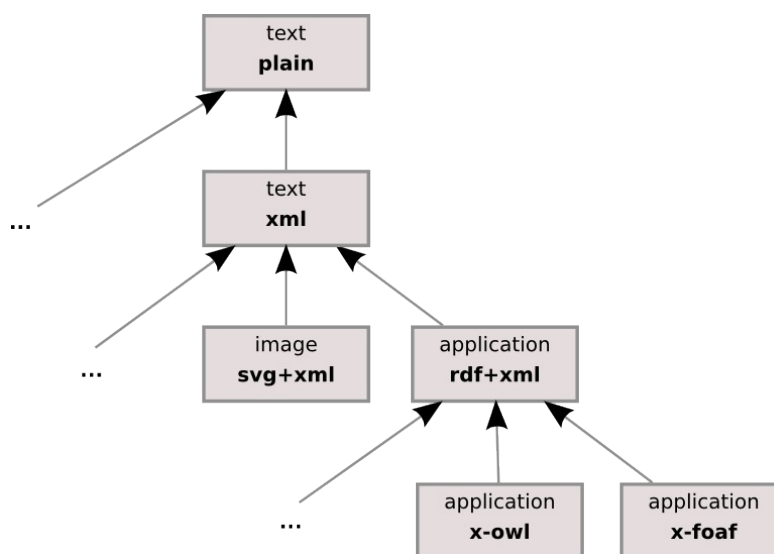 text
plain
...
text
xml
...
image
svg+xml
application
rdf+xml
...
application
x-owl
application
x-foaf